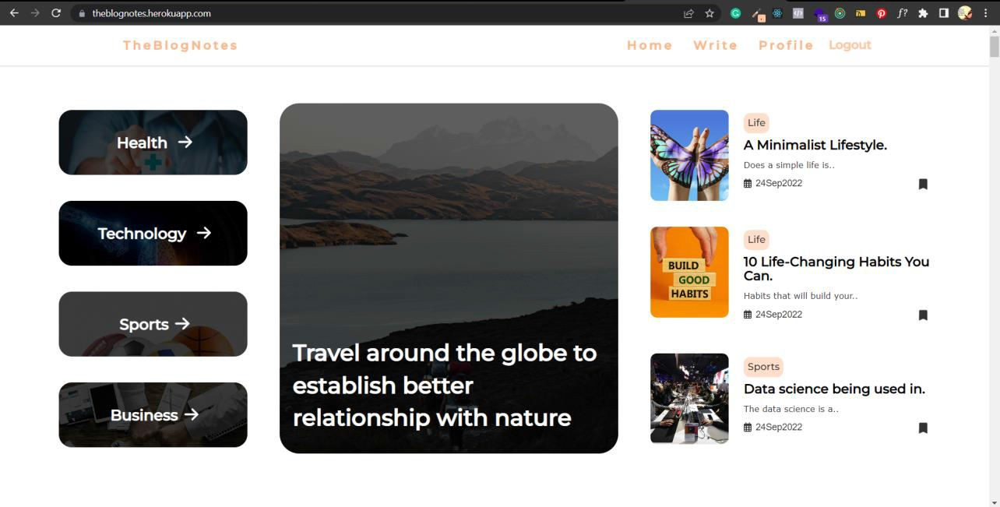 theblognotes.herokuapp.com
15
f?
TheBlogNotes
Home Write Profile Logout
Health
Technology
Sports
Business
Travel around the globe to
establish better
relationship with nature
Life
A Minimalist Lifestyle.
Does a simple life is..
24Sep2022
BUILD
GOOD
HABITS
Life
10 Life-Changing Habits You
Can.
Habits that will build your..
24Sep2022
Sports
Data science being used in.
The data science is a..
24Sep2022